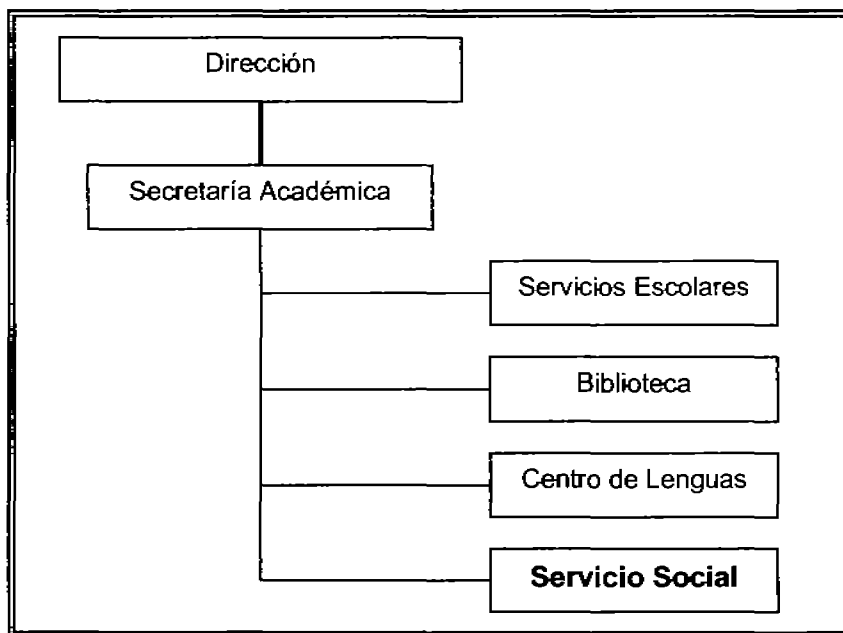 Dirección
Secretaría Académica
Servicios Escolares
Biblioteca
Centro de Lenguas
Servicio Social